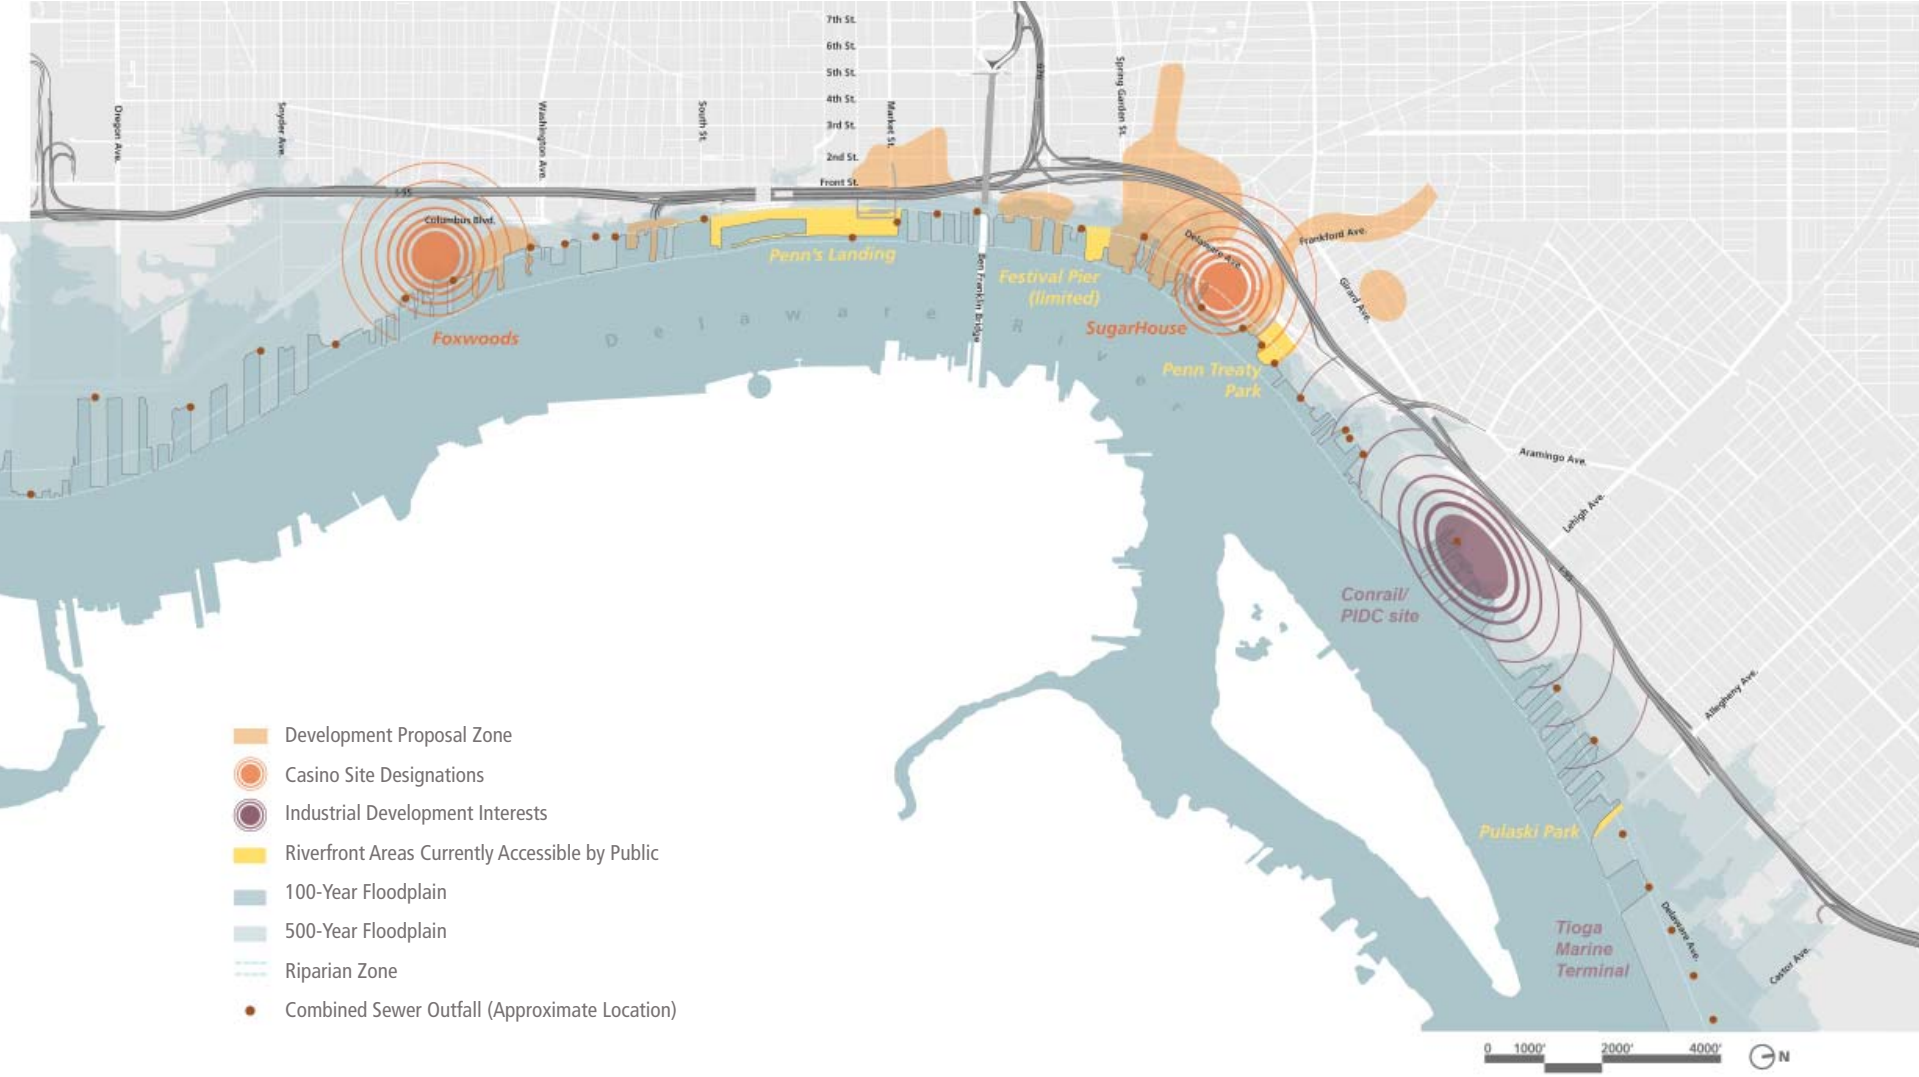 7th St.
6th St.
5th St.
4th St.
3rd St.
2nd St.
Front St.
Oregon Ave.
Snyder Ave.
Washington Ave.
South St.
Market St.
676
Spring Garden St.
I-95
Columbus Blvd.
Delaware Ave.
Frankford Ave.
Girard Ave.
Penn's Landing
Ben Franklin Bridge
Festival Pier
(limited)
Foxwoods
Delaware River
SugarHouse
Penn Treaty
Park
Aramingo Ave.
Lehigh Ave.
I-95
Conrail/
PIDC site
Allegheny Ave.
Pulaski Park
Delaware Ave.
Tioga
Marine
Terminal
Castor Ave.
Development Proposal Zone
Casino Site Designations
Industrial Development Interests
Riverfront Areas Currently Accessible by Public
100-Year Floodplain
500-Year Floodplain
Riparian Zone
Combined Sewer Outfall (Approximate Location)
0 1000' 2000' 4000'
N